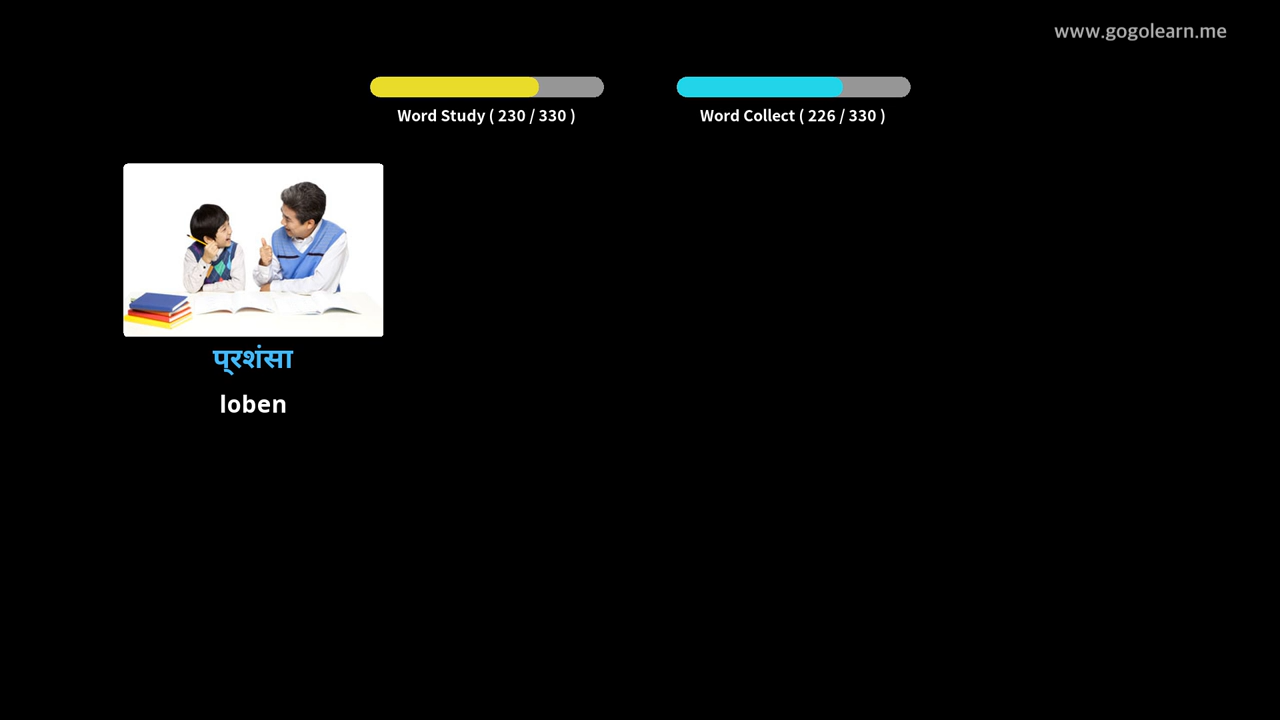 www.gogolearn.me
Word Study ( 230 / 330 )
Word Collect ( 226 / 330 )
प्रशंसा
loben